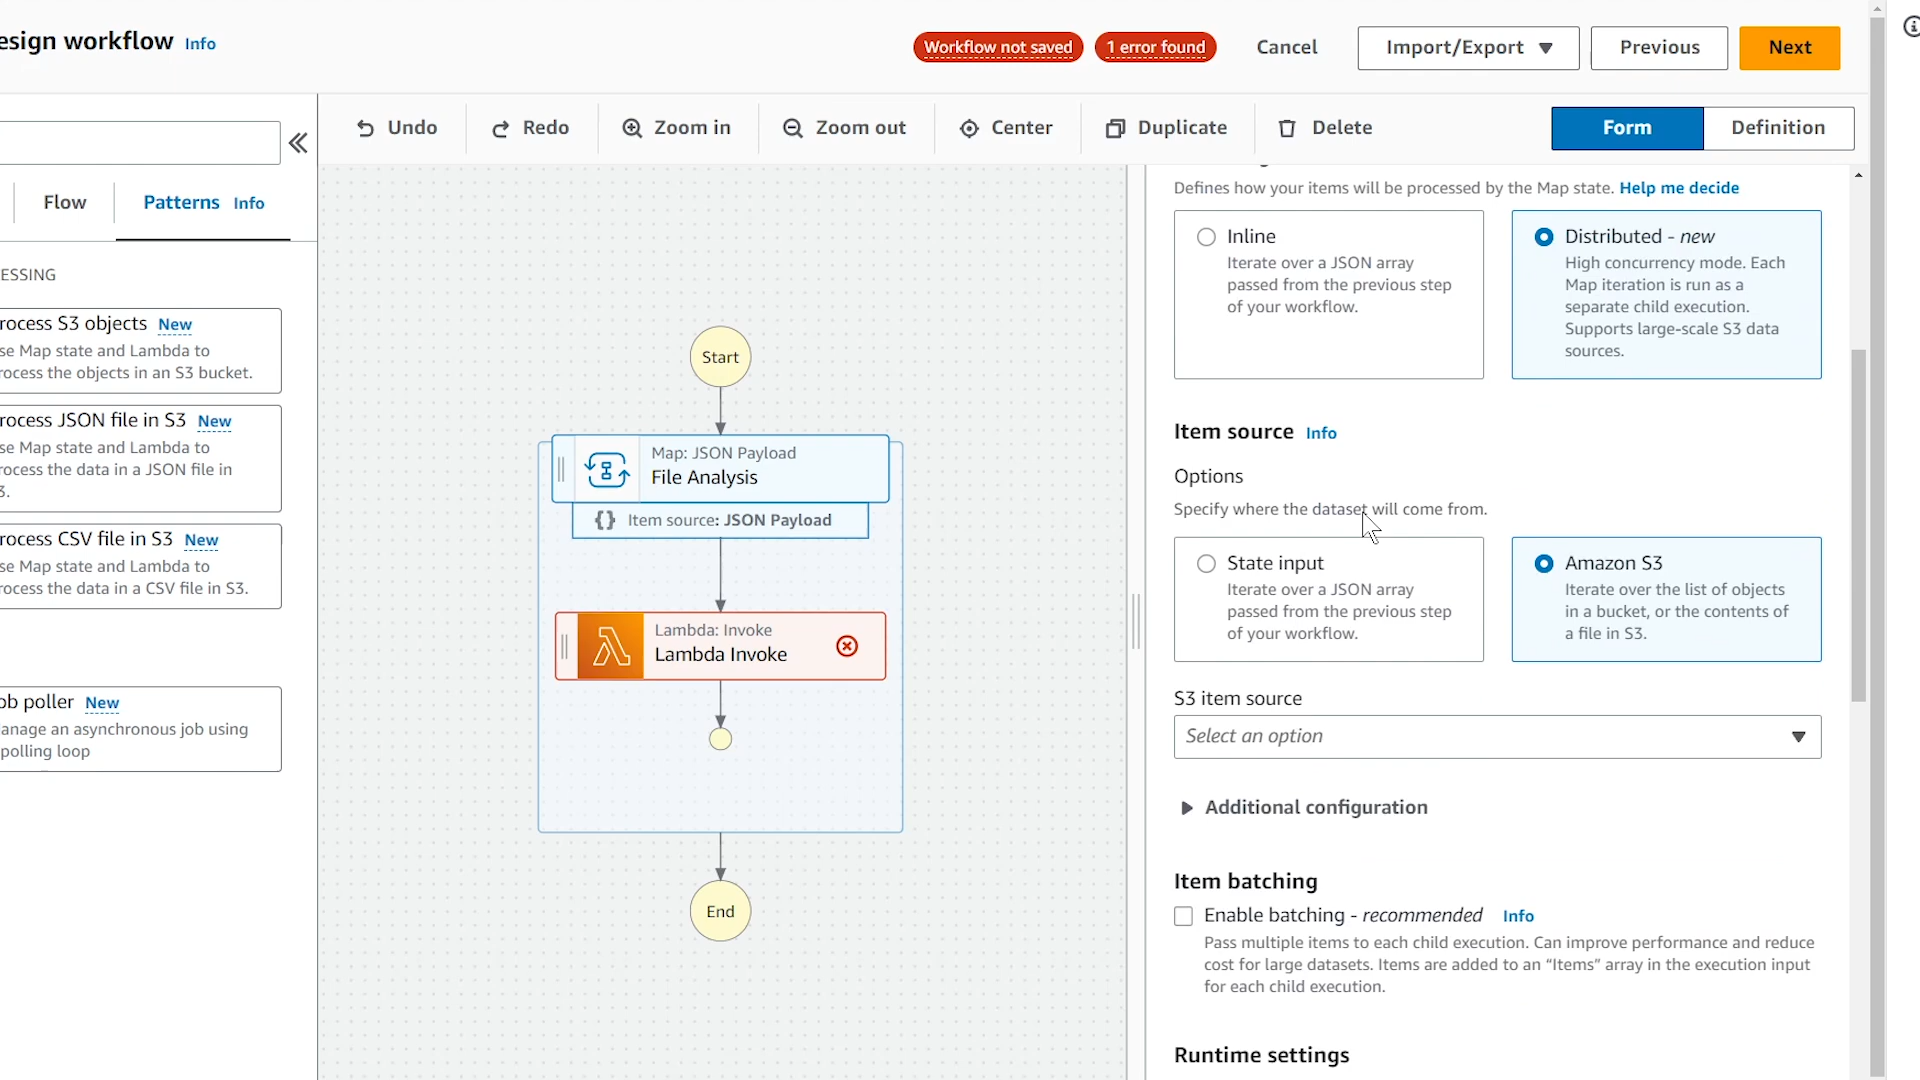 esign workflow Info
Workflow not saved
1 error found
Cancel
Import/Export
Previous
Next
Undo
Redo
Zoom in
Zoom out
Center
Duplicate
Delete
Form
Definition
Flow
Patterns Info
ESSING
rocess S3 objects New
se Map state and Lambda to
rocess the objects in an S3 bucket.
rocess JSON file in S3 New
se Map state and Lambda to
rocess the data in a JSON file in
3.
rocess CSV file in S3 New
se Map state and Lambda to
rocess the data in a CSV file in S3.
ob poller New
anage an asynchronous job using
polling loop
Start
Map: JSON Payload
File Analysis
{} Item source: JSON Payload
Lambda: Invoke
Lambda Invoke
End
Defines how your items will be processed by the Map state. Help me decide
Inline
Iterate over a JSON array
passed from the previous step
of your workflow.
Distributed - new
High concurrency mode. Each
Map iteration is run as a
separate child execution.
Supports large-scale S3 data
sources.
Item source Info
Options
Specify where the dataset will come from.
State input
Iterate over a JSON array
passed from the previous step
of your workflow.
Amazon S3
Iterate over the list of objects
in a bucket, or the contents of
a file in S3.
S3 item source
Select an option
Additional configuration
Item batching
Enable batching - recommended Info
Pass multiple items to each child execution. Can improve performance and reduce
cost for large datasets. Items are added to an “Items” array in the execution input
for each child execution.
Runtime settings